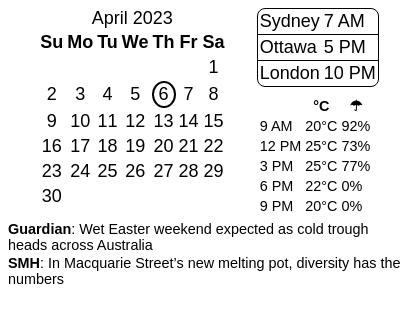 April 2023
Su Mo Tu We Th Fr Sa
1
2 3 4 5 6 7 8
9 10 11 12 13 14 15
16 17 18 19 20 21 22
23 24 25 26 27 28 29
30
Sydney 7 AM
Ottawa 5 PM
London 10 PM
°C ☂
9 AM 20°C 92%
12 PM 25°C 73%
3 PM 25°C 77%
6 PM 22°C 0%
9 PM 20°C 0%
Guardian: Wet Easter weekend expected as cold trough
heads across Australia
SMH: In Macquarie Street’s new melting pot, diversity has the
numbers